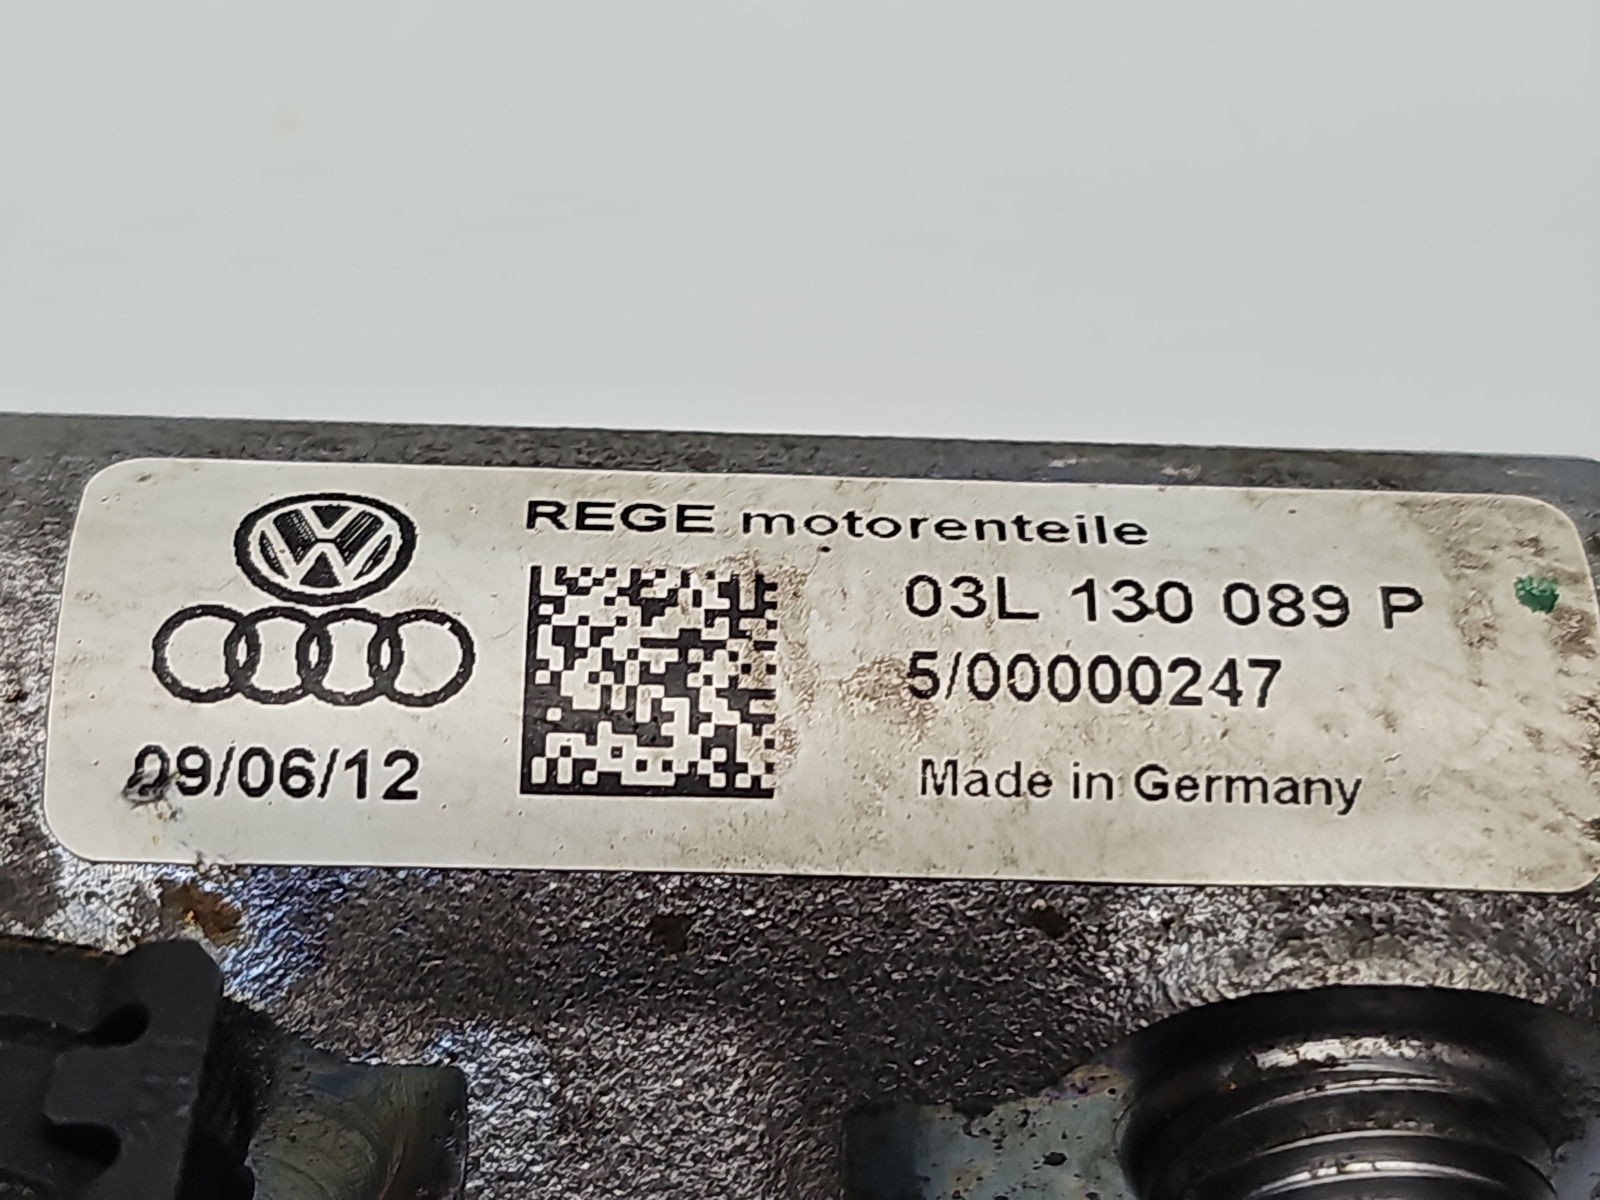 REGE motorenteile
03L 130 089 P
5/00000247
09/06/12
Made in Germany